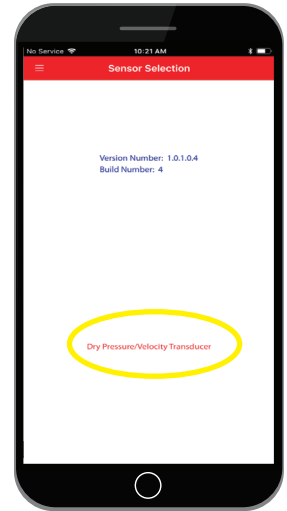 No Service 10:21 AM
Sensor Selection
Version Number: 1.0.1.0.4
Build Number: 4
Dry Pressure/Velocity Transducer